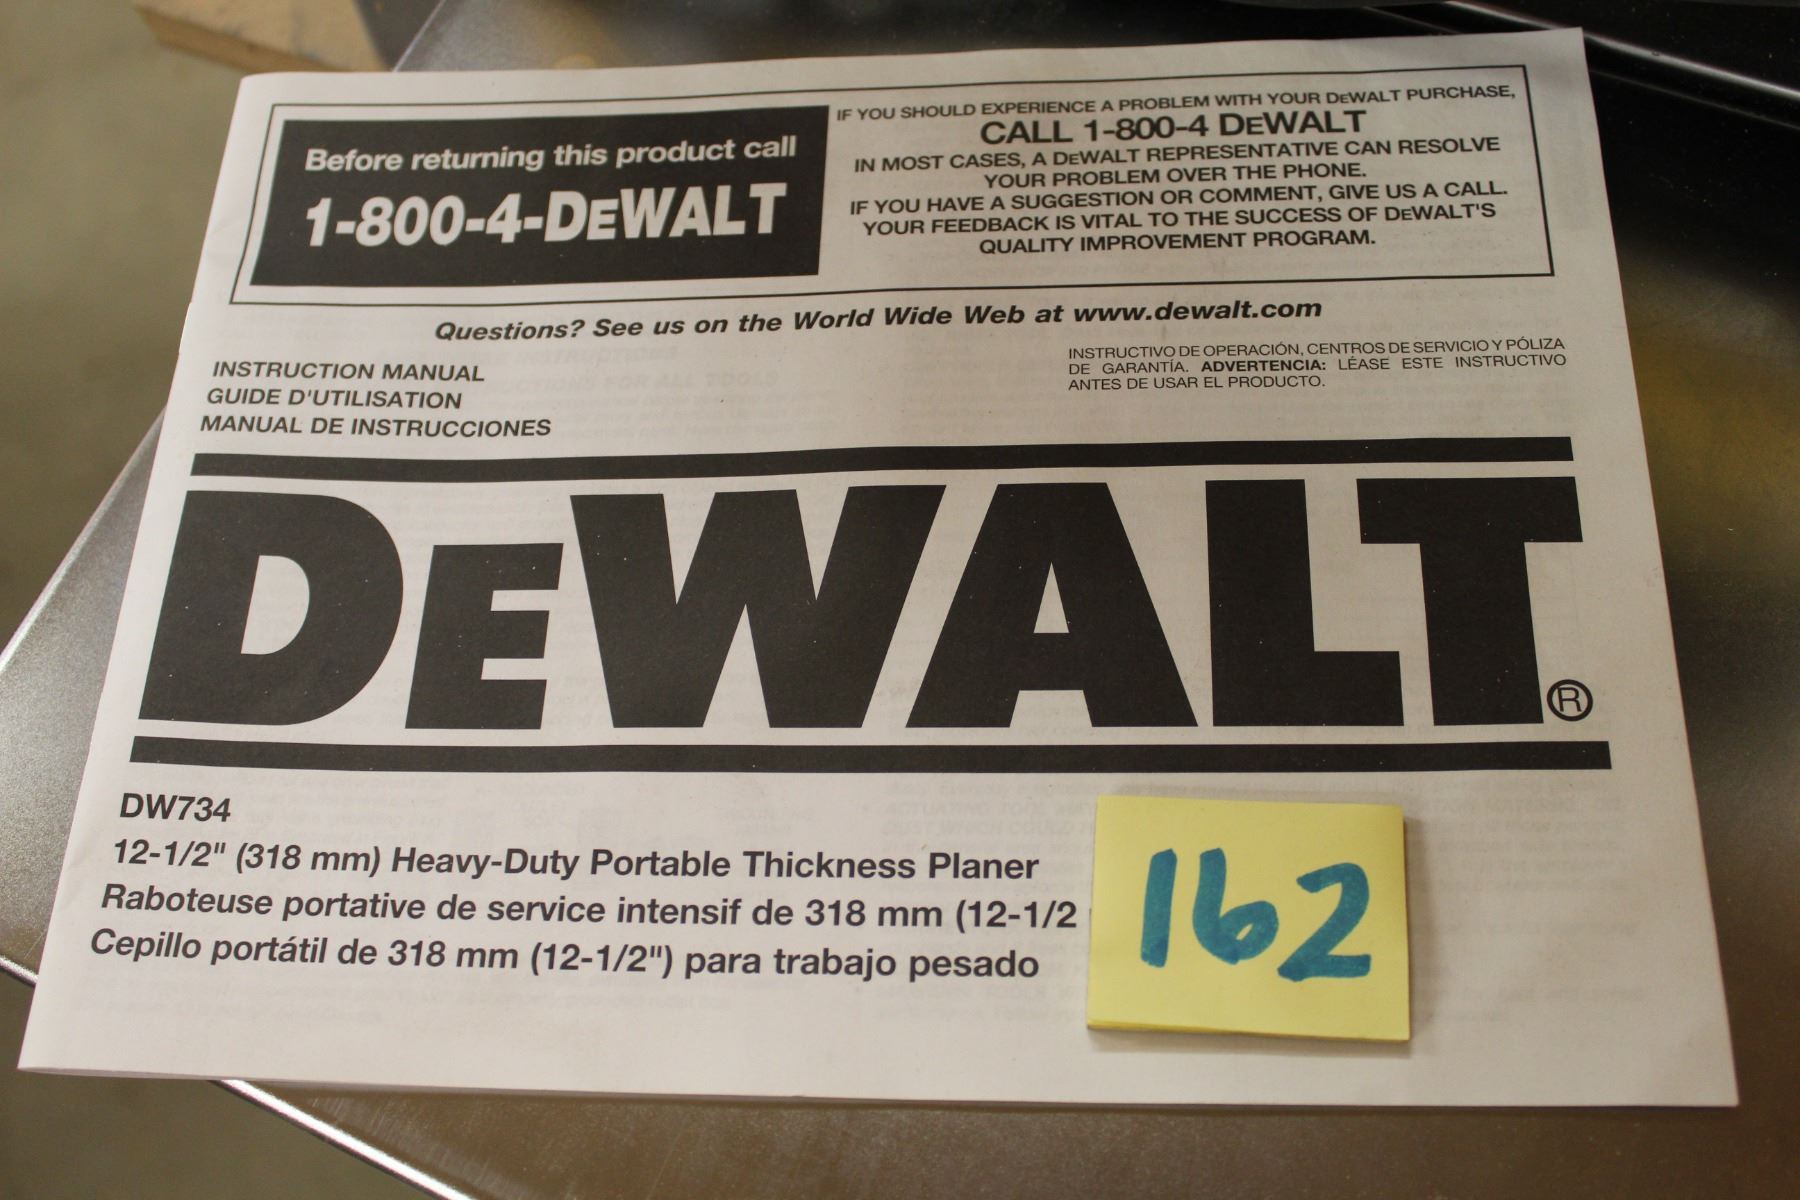 Before returning this product call
1-800-4-DEWALT
IF YOU SHOULD EXPERIENCE A PROBLEM WITH YOUR DEWALT PURCHASE,
CALL 1-800-4 DEWALT
IN MOST CASES, A DEWALT REPRESENTATIVE CAN RESOLVE
YOUR PROBLEM OVER THE PHONE.
IF YOU HAVE A SUGGESTION OR COMMENT, GIVE US A CALL.
YOUR FEEDBACK IS VITAL TO THE SUCCESS OF DEWALT'S
QUALITY IMPROVEMENT PROGRAM.
Questions? See us on the World Wide Web at www.dewalt.com
INSTRUCTION MANUAL
GUIDE D'UTILISATION
MANUAL DE INSTRUCCIONES
INSTRUCTIVO DE OPERACIÓN, CENTROS DE SERVICIO Y PÓLIZA
DE GARANTÍA. ADVERTENCIA: LÉASE ESTE INSTRUCTIVO
ANTES DE USAR EL PRODUCTO.
DEWALT®
DW734
12-1/2" (318 mm) Heavy-Duty Portable Thickness Planer
Raboteuse portative de service intensif de 318 mm (12-1/2
Cepillo portátil de 318 mm (12-1/2") para trabajo pesado
162